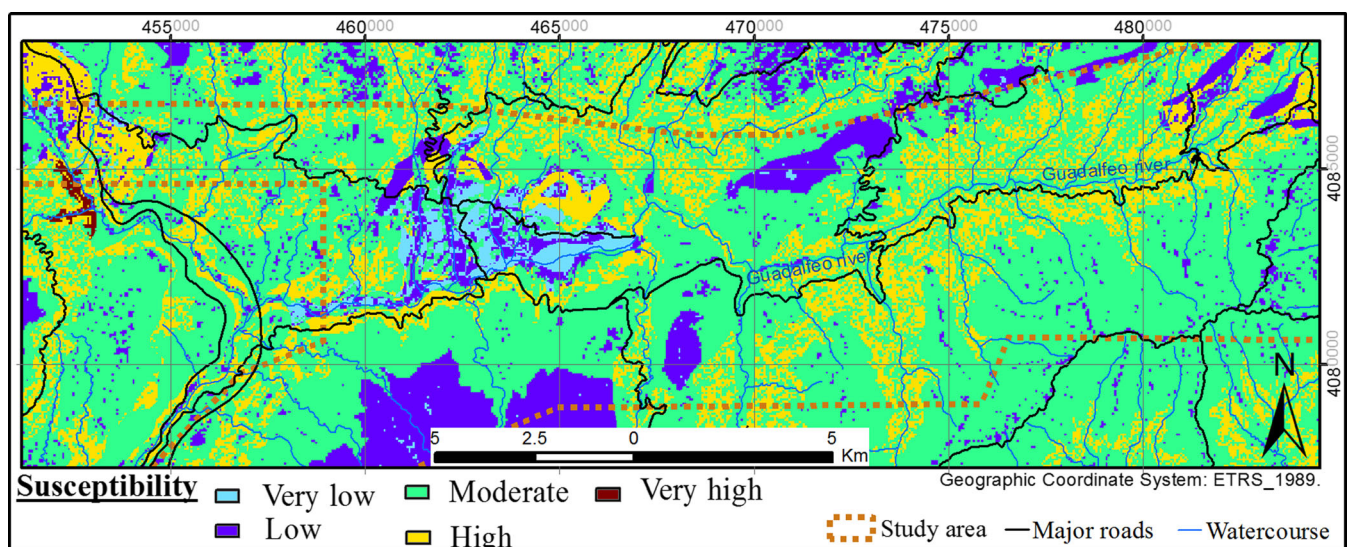 455000 460000 465000 470000 475000 480000
4085000
Guadalfeo river
Guadalfeo river
4080000
N
5 2.5 0 5 Km
Geographic Coordinate System: ETRS_1989.
Susceptibility
Very low Moderate Very high
Low High
Study area Major roads Watercourse